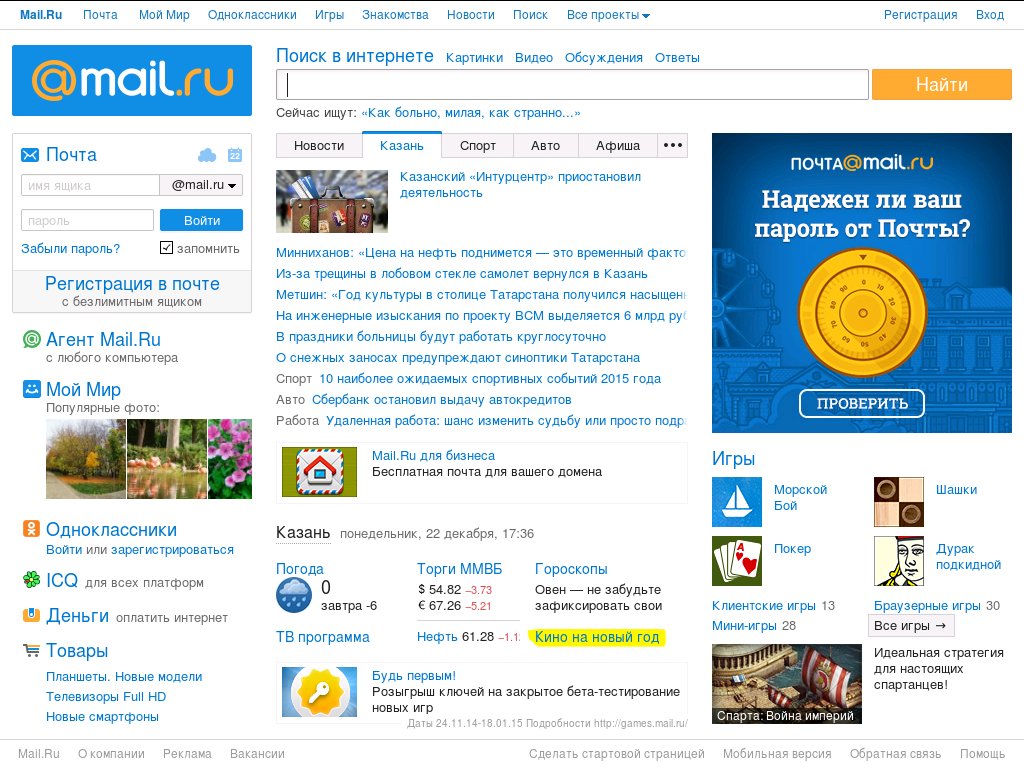 Mail.Ru Почта Мой Мир Одноклассники Игры Знакомства Новости Поиск Все проекты Регистрация Вход
@mail.ru
Поиск в интернете Картинки Видео Обсуждения Ответы
Найти
Сейчас ищут: «Как больно, милая, как странно...»
Почта 22
имя ящика @mail.ru
пароль Войти
Забыли пароль? запомнить
Регистрация в почте
с безлимитным ящиком
Агент Mail.Ru
с любого компьютера
Мой Мир
Популярные фото:
Одноклассники
Войти или зарегистрироваться
ICQ для всех платформ
Деньги оплатить интернет
Товары
Планшеты. Новые модели
Телевизоры Full HD
Новые смартфоны
Новости Казань Спорт Авто Афиша •••
Казанский «Интурцентр» приостановил
деятельность
Минниханов: «Цена на нефть поднимется — это временный факто
Из-за трещины в лобовом стекле самолет вернулся в Казань
Метшин: «Год культуры в столице Татарстана получился насыщен
На инженерные изыскания по проекту ВСМ выделяется 6 млрд руб
В праздники больницы будут работать круглосуточно
О снежных заносах предупреждают синоптики Татарстана
Спорт 10 наиболее ожидаемых спортивных событий 2015 года
Авто Сбербанк остановил выдачу автокредитов
Работа Удаленная работа: шанс изменить судьбу или просто подра
Mail.Ru для бизнеса
Бесплатная почта для вашего домена
Казань понедельник, 22 декабря, 17:36
Погода
0
завтра -6
ТВ программа
Торги ММВБ
$ 54.82 –3.73
€ 67.26 –5.21
Нефть 61.28 –1.1
Гороскопы
Овен — не забудьте
зафиксировать свои
Кино на новый год
Будь первым!
Розыгрыш ключей на закрытое бета-тестирование
новых игр
Даты 24.11.14-18.01.15 Подробности http://games.mail.ru/
ПОЧТА@MAIL.RU
Надежен ли ваш
пароль от Почты?
0 10 20 30 40 50 60 70 80 90
ПРОВЕРИТЬ
Игры
Морской
Бой
Шашки
Покер
A
Дурак
подкидной
Клиентские игры 13 Браузерные игры 30
Мини-игры 28 Все игры →
Спарта: Война империй
Идеальная стратегия
для настоящих
спартанцев!
Mail.Ru О компании Реклама Вакансии Сделать стартовой страницей Мобильная версия Обратная связь Помощь